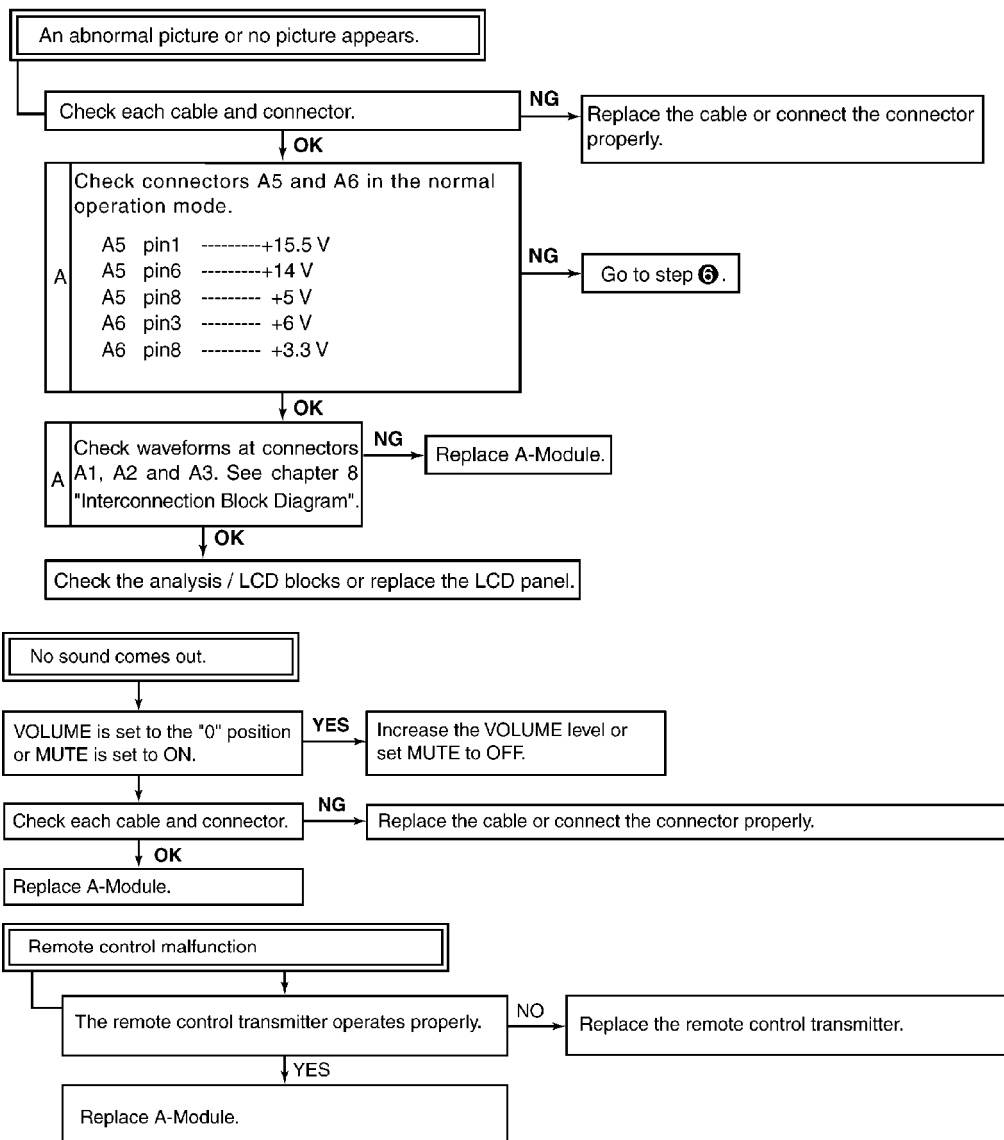 An abnormal picture or no picture appears.
Check each cable and connector.
NG
Replace the cable or connect the connector
properly.
OK
A
Check connectors A5 and A6 in the normal
operation mode.
A5 pin1 ---------+15.5 V
A5 pin6 ---------+14 V
A5 pin8 --------- +5 V
A6 pin3 --------- +6 V
A6 pin8 --------- +3.3 V
NG
Go to step ❻.
OK
A
Check waveforms at connectors
A1, A2 and A3. See chapter 8
"Interconnection Block Diagram".
NG
Replace A-Module.
OK
Check the analysis / LCD blocks or replace the LCD panel.
No sound comes out.
VOLUME is set to the "0" position
or MUTE is set to ON.
YES
Increase the VOLUME level or
set MUTE to OFF.
Check each cable and connector.
NG
Replace the cable or connect the connector properly.
OK
Replace A-Module.
Remote control malfunction
The remote control transmitter operates properly.
NO
Replace the remote control transmitter.
YES
Replace A-Module.